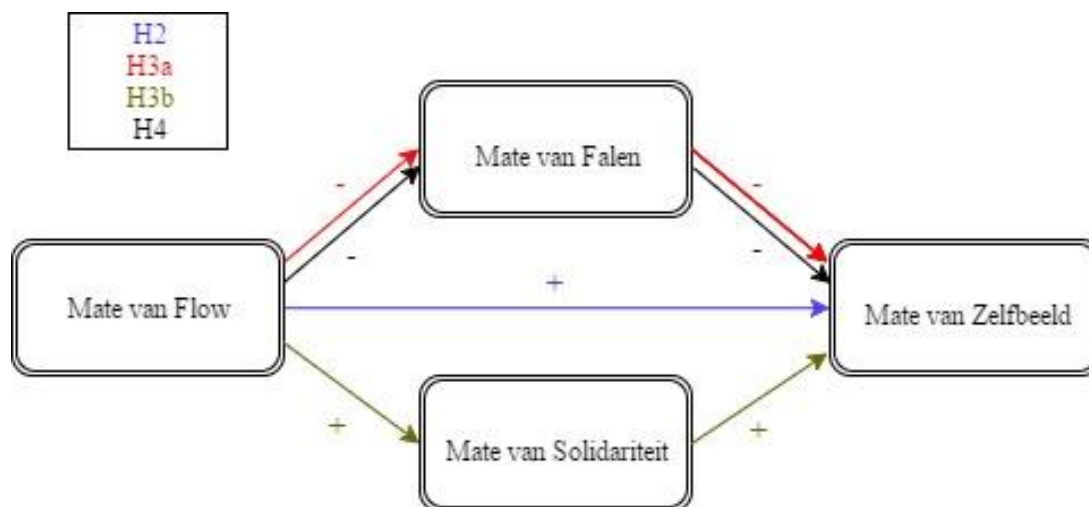 H2
H3a
H3b
H4
Mate van Falen
-
-
-
-
Mate van Flow
+
Mate van Zelfbeeld
+
+
Mate van Solidariteit